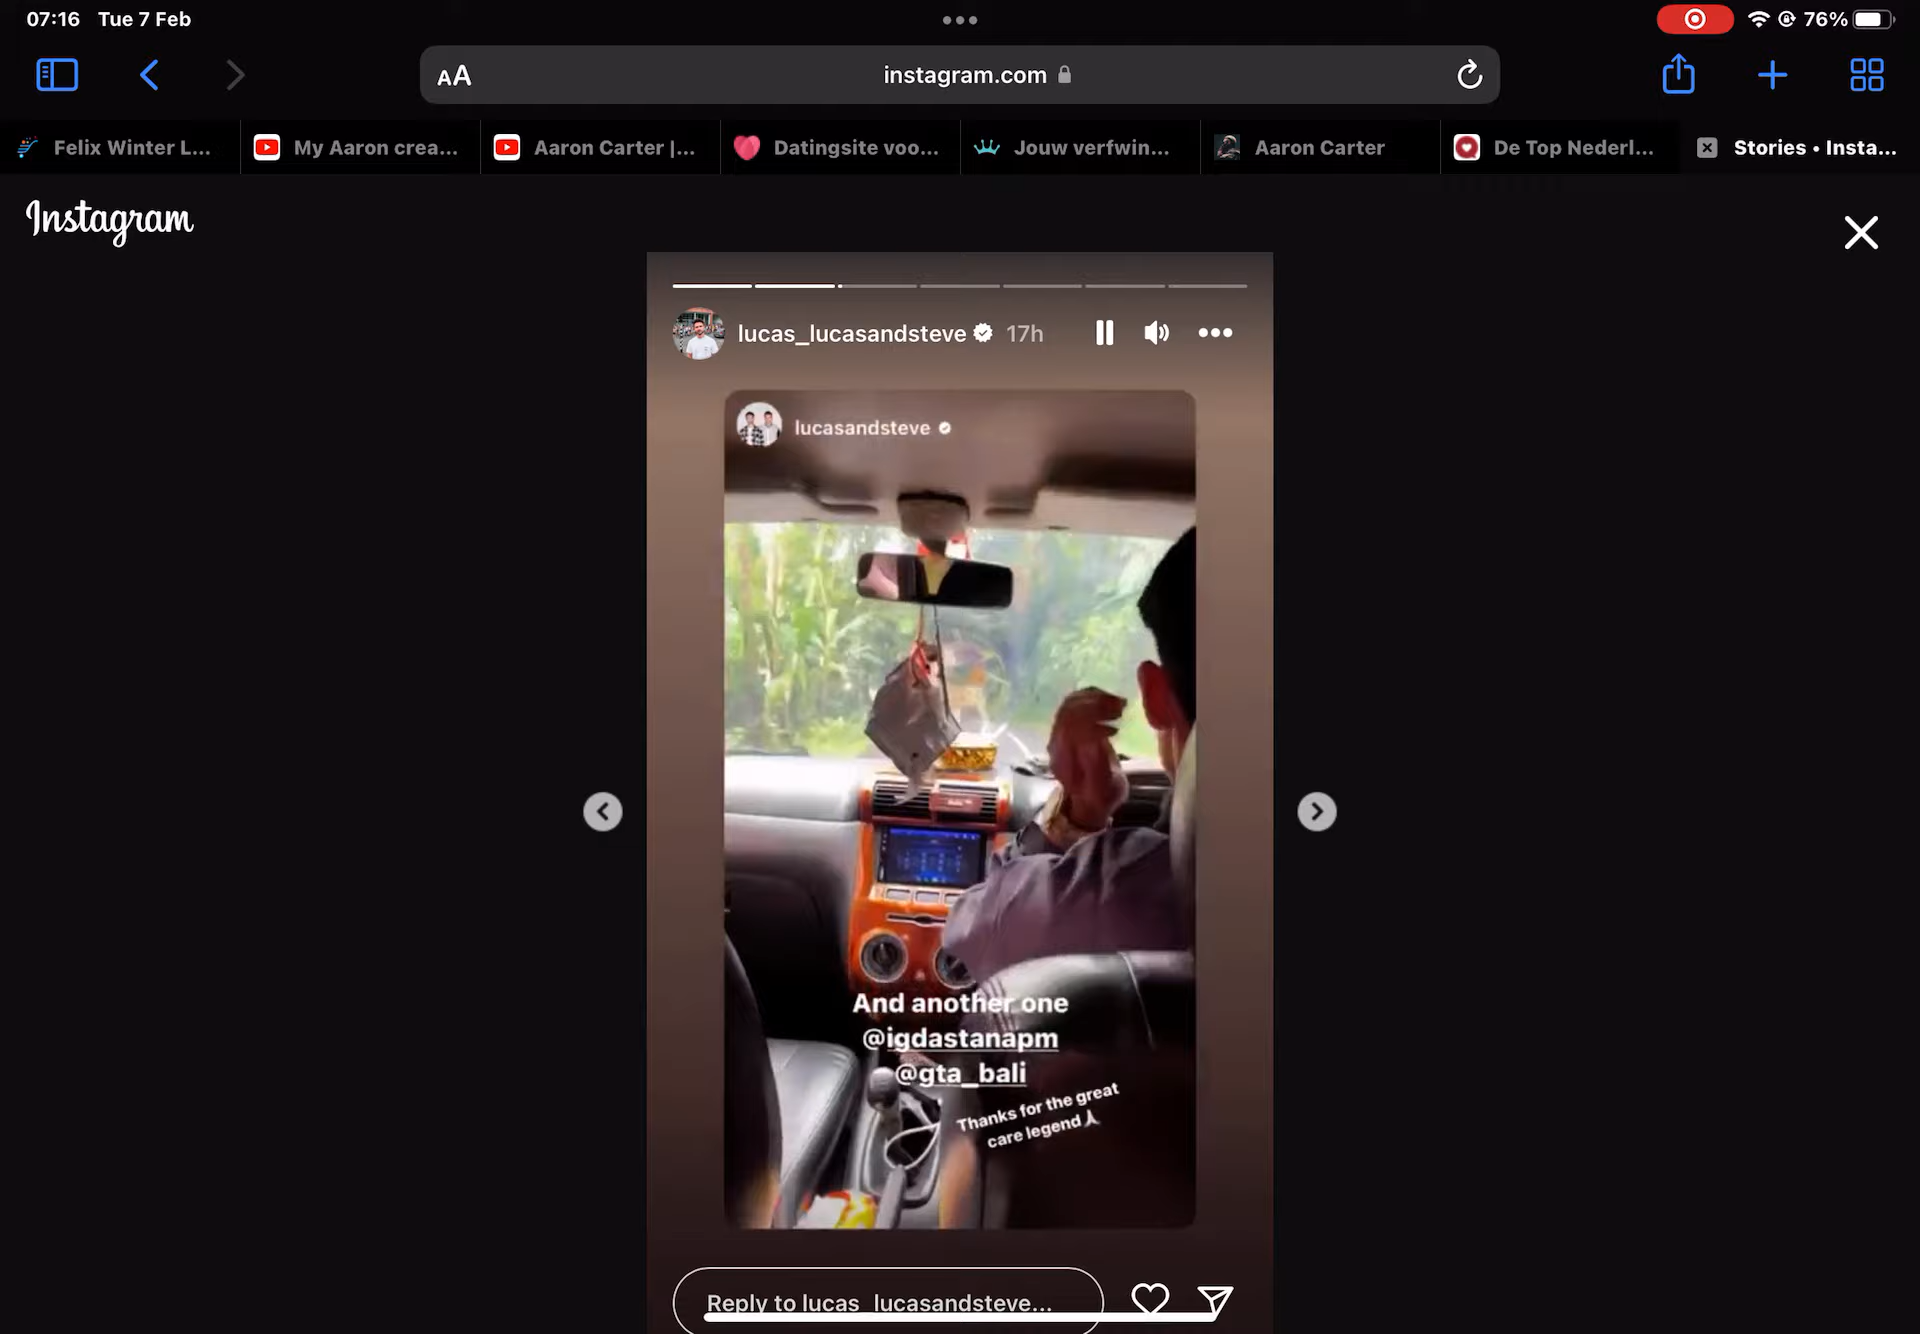 07:16 Tue 7 Feb
76%
AA
instagram.com
Felix Winter L...
My Aaron crea...
Aaron Carter |...
Datingsite voo...
Jouw verfwin...
Aaron Carter
De Top Nederl...
Stories • Insta...
Instagram
lucas_lucasandsteve 17h
lucasandsteve
And another one
@igdastanapm
@gta_bali
Thanks for the great
care legend🙏
Reply to lucas_lucasandsteve...